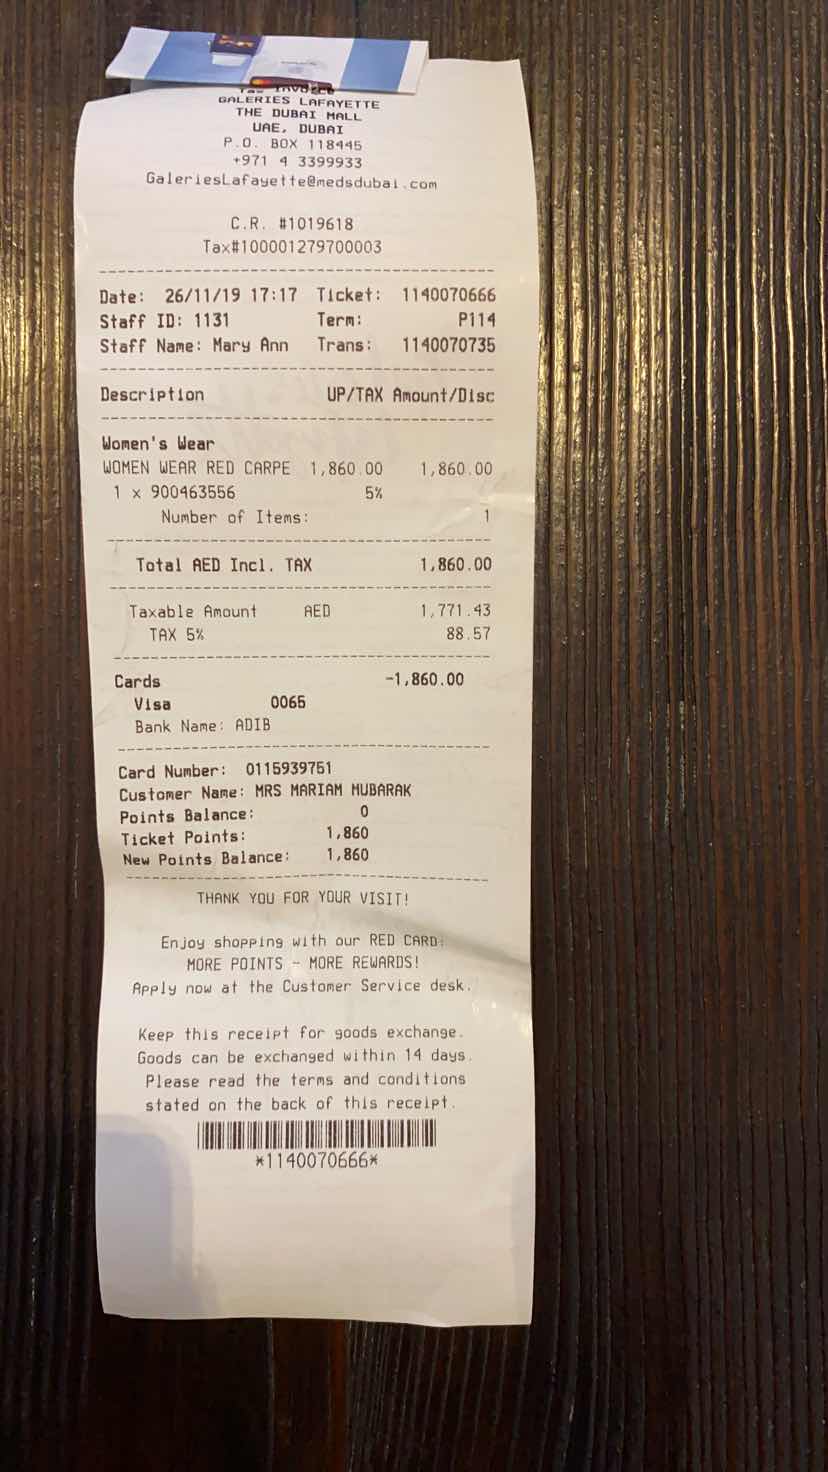 Tax Invoice
GALERIES LAFAYETTE
THE DUBAI MALL
UAE, DUBAI
P.O. BOX 118445
+971 4 3399933
GaleriesLafayette@medsdubai.com
C.R. #1019618
Tax#100001279700003
Date: 26/11/19 17:17 Ticket: 1140070666
Staff ID: 1131 Term: P114
Staff Name: Mary Ann Trans: 1140070735
Description UP/TAX Amount/Disc
Women's Wear
WOMEN WEAR RED CARPE 1,860.00 1,860.00
1 x 900463556 5%
Number of Items: 1
Total AED Incl. TAX 1,860.00
Taxable Amount AED 1,771.43
TAX 5% 88.57
Cards -1,860.00
Visa 0065
Bank Name: ADIB
Card Number: 0115939751
Customer Name: MRS MARIAM MUBARAK
Points Balance: 0
Ticket Points: 1,860
New Points Balance: 1,860
THANK YOU FOR YOUR VISIT!
Enjoy shopping with our RED CARD:
MORE POINTS - MORE REWARDS!
Apply now at the Customer Service desk.
Keep this receipt for goods exchange.
Goods can be exchanged within 14 days.
Please read the terms and conditions
stated on the back of this receipt.
*1140070666*